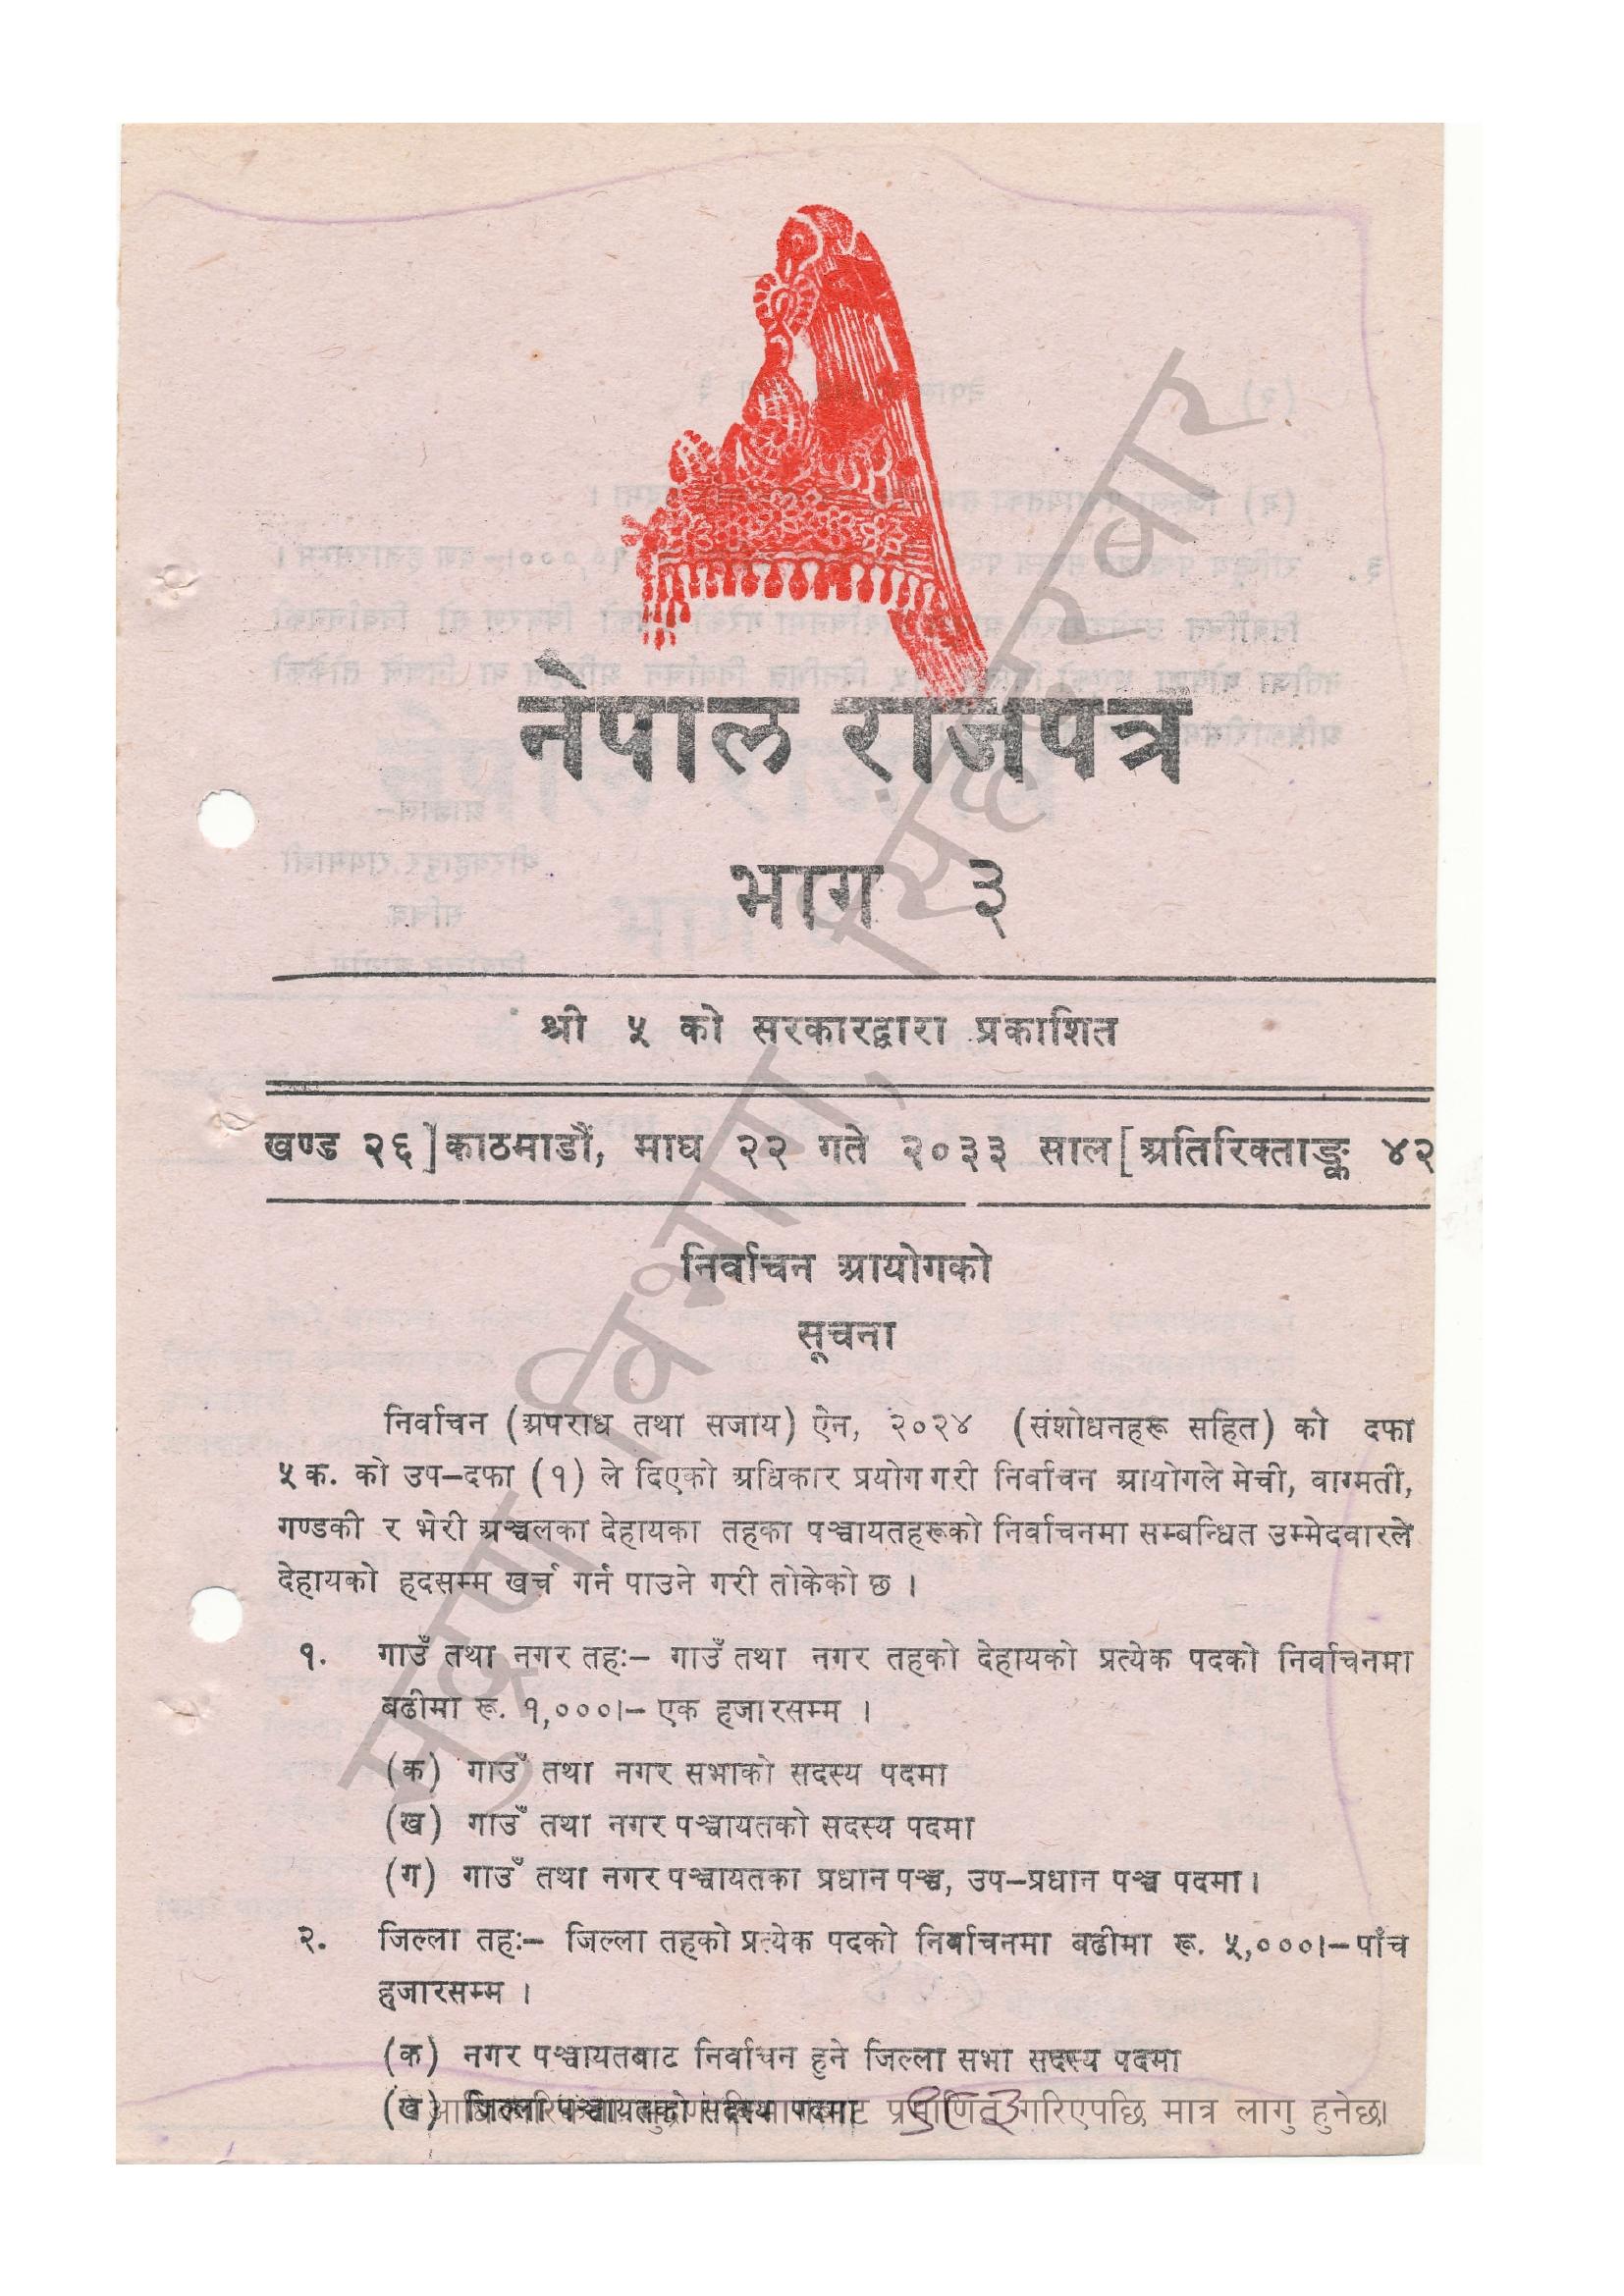 नेपाल राजपत्र
भाग ३
श्री ५ को सरकारद्वारा प्रकाशित
खण्ड २६] काठमाडौं, माघ २२ गते २०३३ साल [अतिरिक्ताङ्क ४२
निर्वाचन आयोगको
सूचना
निर्वाचन (अपराध तथा सजाय) ऐन, २०२४ (संशोधनहरू सहित) को दफा
५ क. को उप–दफा (१) ले दिएको अधिकार प्रयोग गरी निर्वाचन आयोगले मेची, वाग्मती,
गण्डकी र भेरी अञ्चलका देहायका तहका पञ्चायतहरूको निर्वाचनमा सम्बन्धित उम्मेदवारले
देहायको हदसम्म खर्च गर्न पाउने गरी तोकेको छ ।
१. गाउँ तथा नगर तहः– गाउँ तथा नगर तहको देहायको प्रत्येक पदको निर्वाचनमा
बढीमा रू. १,०००।– एक हजारसम्म ।
(क) गाउँ तथा नगर सभाको सदस्य पदमा
(ख) गाउँ तथा नगर पञ्चायतको सदस्य पदमा
(ग) गाउँ तथा नगर पञ्चायतका प्रधान पञ्च, उप–प्रधान पञ्च पदमा ।
२. जिल्ला तहः– जिल्ला तहको प्रत्येक पदको निर्वाचनमा बढीमा रू. ५,०००।– पाँच
हजारसम्म ।
(क) नगर पञ्चायतबाट निर्वाचन हुने जिल्ला सभा सदस्य पदमा
(ख) जिल्ला पञ्चायतको सदस्य पदमा
गरिएपछि मात्र लागु हुनेछ।
मुद्रण विभाग, सिंहदरबार